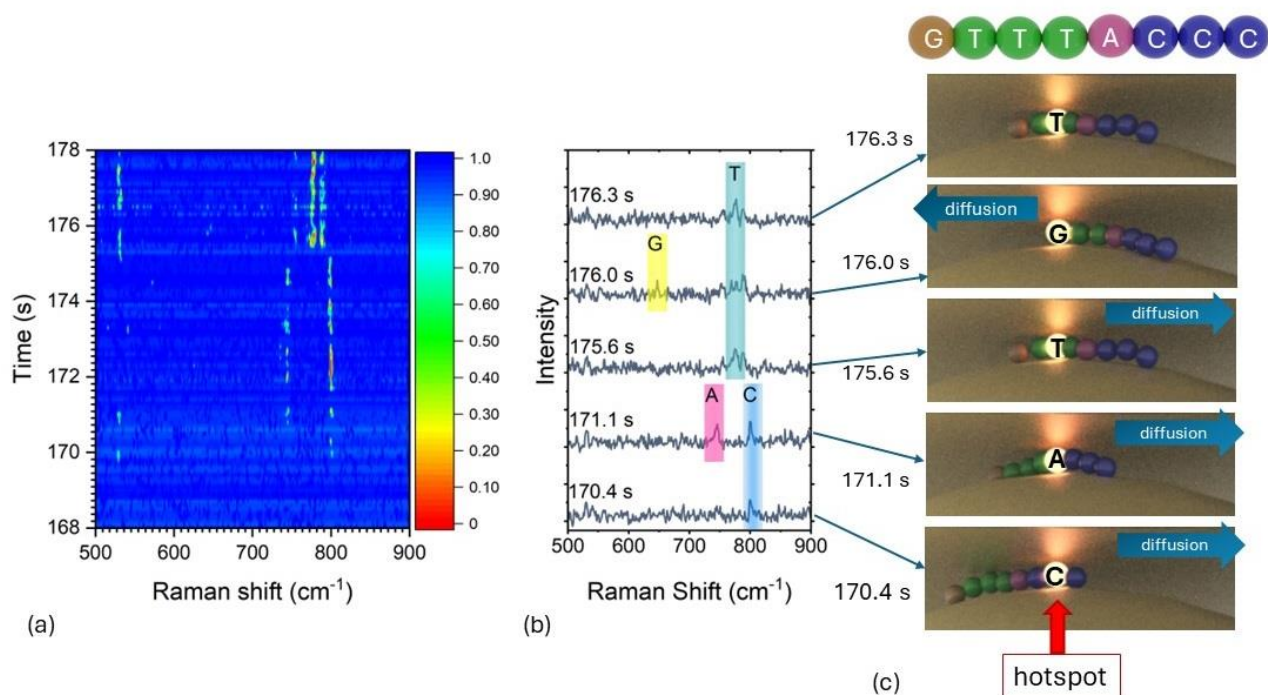 G T T T A C C C
178
176
174
172
170
168
Time (s)
500 600 700 800 900
Raman shift (cm⁻¹)
1.0
0.90
0.80
0.70
0.60
0.50
0.40
0.30
0.20
0.10
0
(a)
Intensity
T
176.3 s
G
176.0 s
175.6 s
A C
171.1 s
170.4 s
500 600 700 800 900
Raman Shift (cm⁻¹)
(b)
176.3 s
T
diffusion
G
176.0 s
diffusion
T
175.6 s
diffusion
A
171.1 s
diffusion
C
170.4 s
hotspot
(c)